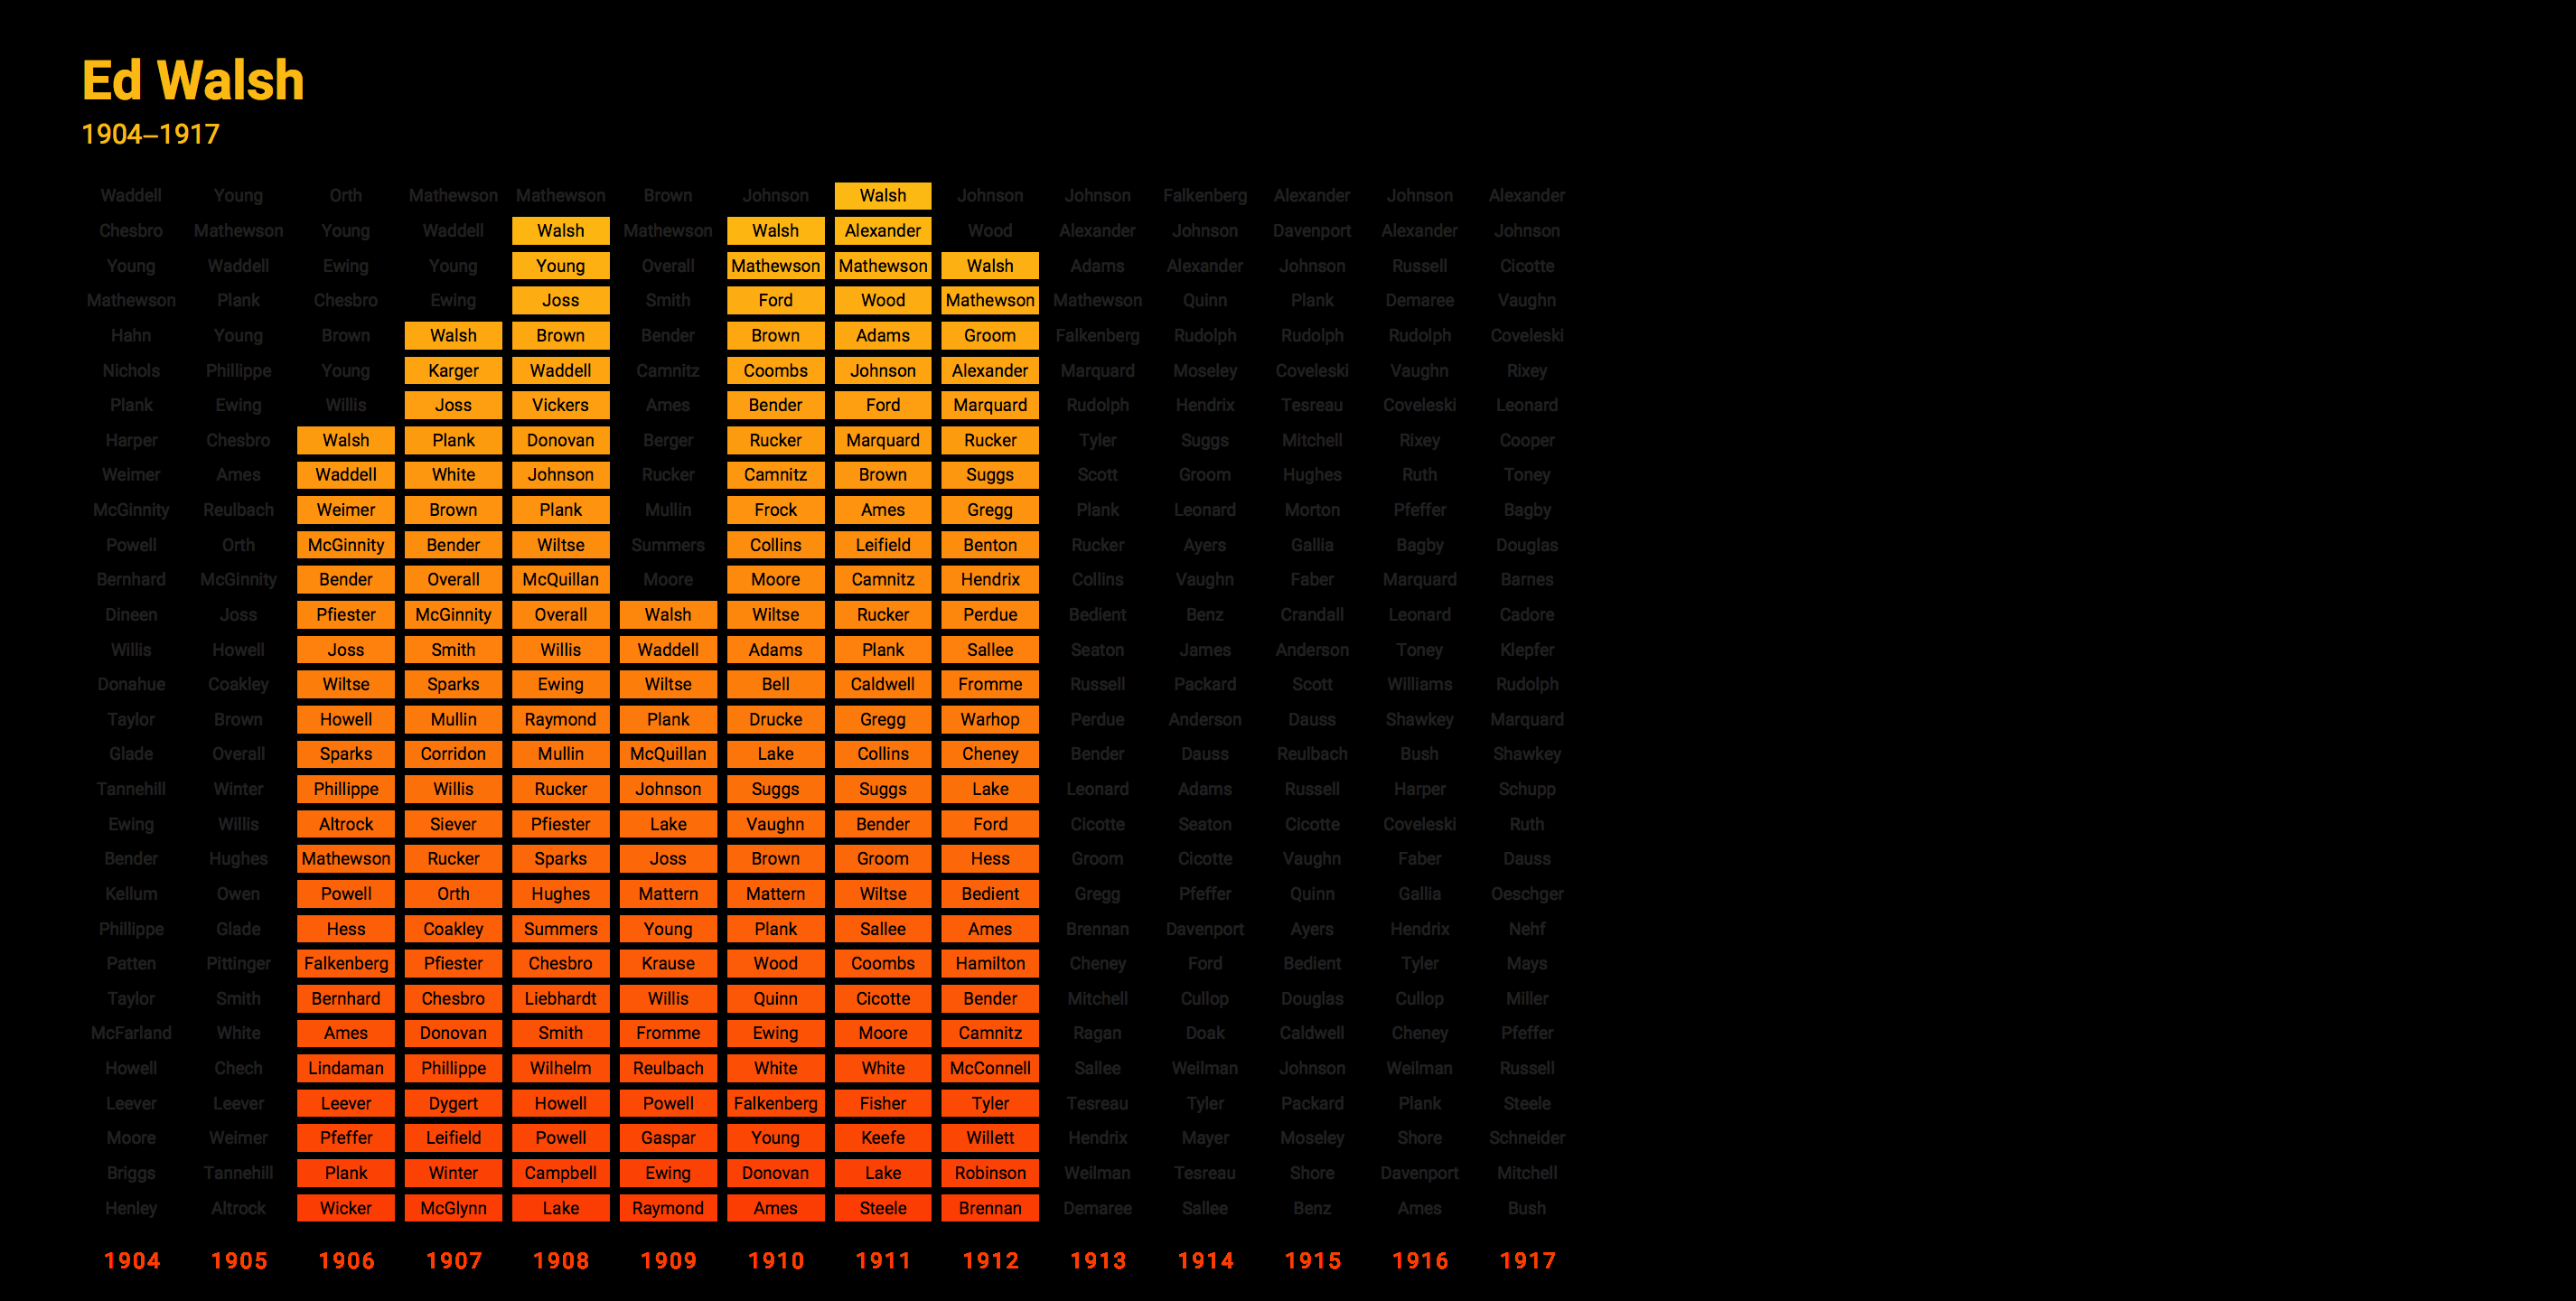 Ed Walsh
1904–1917
Waddell Young Orth Mathewson Mathewson Brown Johnson Walsh Johnson Johnson Falkenberg Alexander Johnson Alexander
Chesbro Mathewson Young Waddell Walsh Mathewson Walsh Alexander Wood Alexander Johnson Davenport Alexander Johnson
Young Waddell Ewing Young Young Overall Mathewson Mathewson Walsh Adams Alexander Johnson Russell Cicotte
Mathewson Plank Chesbro Ewing Joss Smith Ford Wood Mathewson Mathewson Quinn Plank Demaree Vaughn
Hahn Young Brown Walsh Brown Bender Brown Adams Groom Falkenberg Rudolph Rudolph Rudolph Coveleski
Nichols Phillippe Young Karger Waddell Camnitz Coombs Johnson Alexander Marquard Moseley Coveleski Vaughn Rixey
Plank Ewing Willis Joss Vickers Ames Bender Ford Marquard Rudolph Hendrix Tesreau Coveleski Leonard
Harper Chesbro Walsh Plank Donovan Berger Rucker Marquard Rucker Tyler Suggs Mitchell Rixey Cooper
Weimer Ames Waddell White Johnson Rucker Camnitz Brown Suggs Scott Groom Hughes Ruth Toney
McGinnity Reulbach Weimer Brown Plank Mullin Frock Ames Gregg Plank Leonard Morton Pfeffer Bagby
Powell Orth McGinnity Bender Wiltse Summers Collins Leifield Benton Rucker Ayers Gallia Bagby Douglas
Bernhard McGinnity Bender Overall McQuillan Moore Moore Camnitz Hendrix Collins Vaughn Faber Marquard Barnes
Dineen Joss Pfiester McGinnity Overall Walsh Wiltse Rucker Perdue Bedient Benz Crandall Leonard Cadore
Willis Howell Joss Smith Willis Waddell Adams Plank Sallee Seaton James Anderson Toney Klepfer
Donahue Coakley Wiltse Sparks Ewing Wiltse Bell Caldwell Fromme Russell Packard Scott Williams Rudolph
Taylor Brown Howell Mullin Raymond Plank Drucke Gregg Warhop Perdue Anderson Dauss Shawkey Marquard
Glade Overall Sparks Corridon Mullin McQuillan Lake Collins Cheney Bender Dauss Reulbach Bush Shawkey
Tannehill Winter Phillippe Willis Rucker Johnson Suggs Suggs Lake Leonard Adams Russell Harper Schupp
Ewing Willis Altrock Siever Pfiester Lake Vaughn Bender Ford Cicotte Seaton Cicotte Coveleski Ruth
Bender Hughes Mathewson Rucker Sparks Joss Brown Groom Hess Groom Cicotte Vaughn Faber Dauss
Kellum Owen Powell Orth Hughes Mattern Mattern Wiltse Bedient Gregg Pfeffer Quinn Gallia Oeschger
Phillippe Glade Hess Coakley Summers Young Plank Sallee Ames Brennan Davenport Ayers Hendrix Nehf
Patten Pittinger Falkenberg Pfiester Chesbro Krause Wood Coombs Hamilton Cheney Ford Bedient Tyler Mays
Taylor Smith Bernhard Chesbro Liebhardt Willis Quinn Cicotte Bender Mitchell Cullop Douglas Cullop Miller
McFarland White Ames Donovan Smith Fromme Ewing Moore Camnitz Ragan Doak Caldwell Cheney Pfeffer
Howell Chech Lindaman Phillippe Wilhelm Reulbach White White McConnell Sallee Weilman Johnson Weilman Russell
Leever Leever Leever Dygert Howell Powell Falkenberg Fisher Tyler Tesreau Tyler Packard Plank Steele
Moore Weimer Pfeffer Leifield Powell Gaspar Young Keefe Willett Hendrix Mayer Moseley Shore Schneider
Briggs Tannehill Plank Winter Campbell Ewing Donovan Lake Robinson Weilman Tesreau Shore Davenport Mitchell
Henley Altrock Wicker McGlynn Lake Raymond Ames Steele Brennan Demaree Sallee Benz Ames Bush
1904 1905 1906 1907 1908 1909 1910 1911 1912 1913 1914 1915 1916 1917